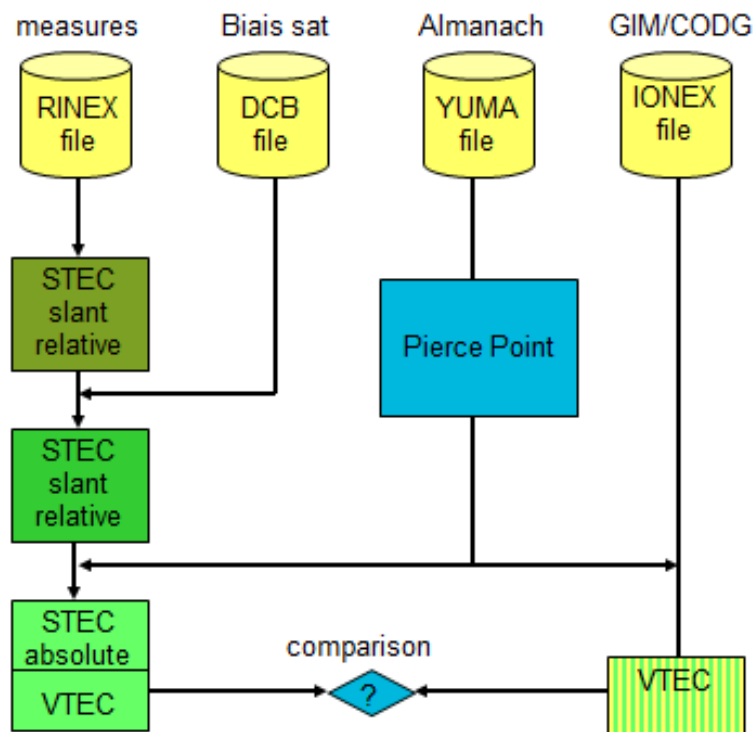 measures
Biais sat
Almanach
GIM/CODG
RINEX
file
DCB
file
YUMA
file
IONEX
file
STEC
slant
relative
Pierce Point
STEC
slant
relative
STEC
absolute
VTEC
comparison
?
VTEC